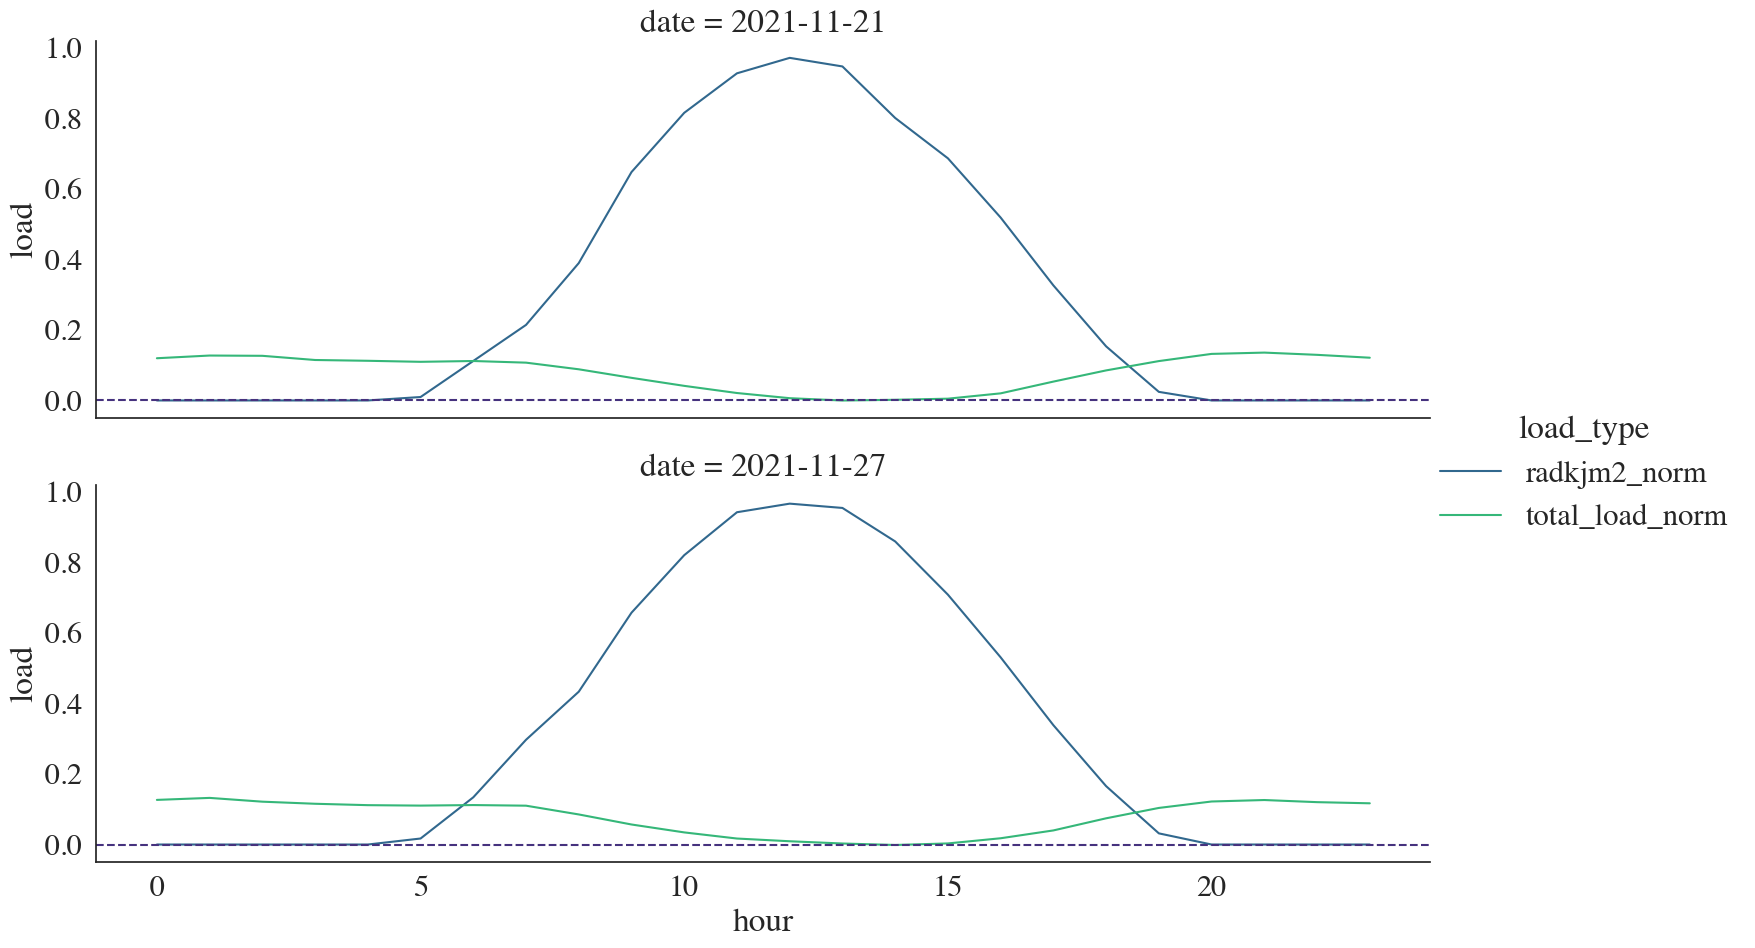 date = 2021-11-21
1.0
0.8
0.6
0.4
0.2
0.0
load
date = 2021-11-27
1.0
0.8
0.6
0.4
0.2
0.0
load
0 5 10 15 20
hour
load_type
radkjm2_norm
total_load_norm